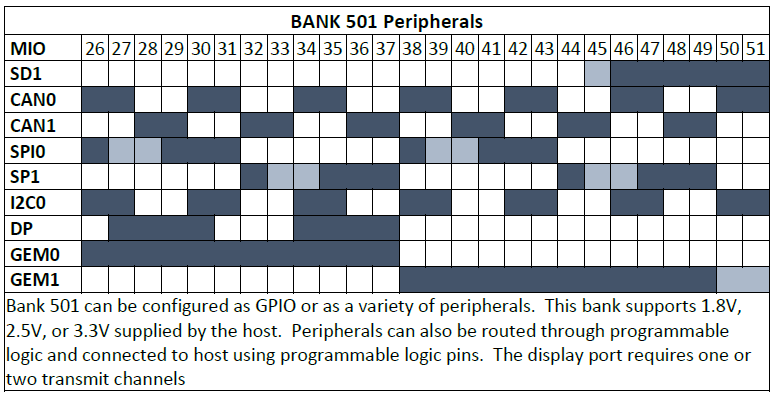 BANK 501 Peripherals
MIO 26 27 28 29 30 31 32 33 34 35 36 37 38 39 40 41 42 43 44 45 46 47 48 49 50 51
SD1
CAN0
CAN1
SPI0
SP1
I2C0
DP
GEM0
GEM1
Bank 501 can be configured as GPIO or as a variety of peripherals. This bank supports 1.8V,
2.5V, or 3.3V supplied by the host. Peripherals can also be routed through programmable
logic and connected to host using programmable logic pins. The display port requires one or
two transmit channels